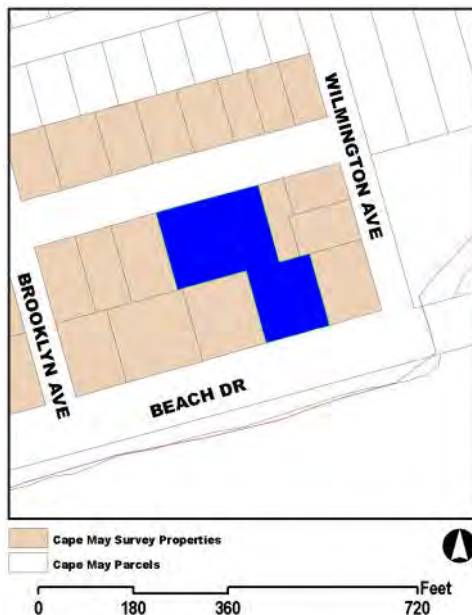 WILMINGTON AVE
BROOKLYN AVE
BEACH DR
Cape May Survey Properties
Cape May Parcels
Feet
0 180 360 720